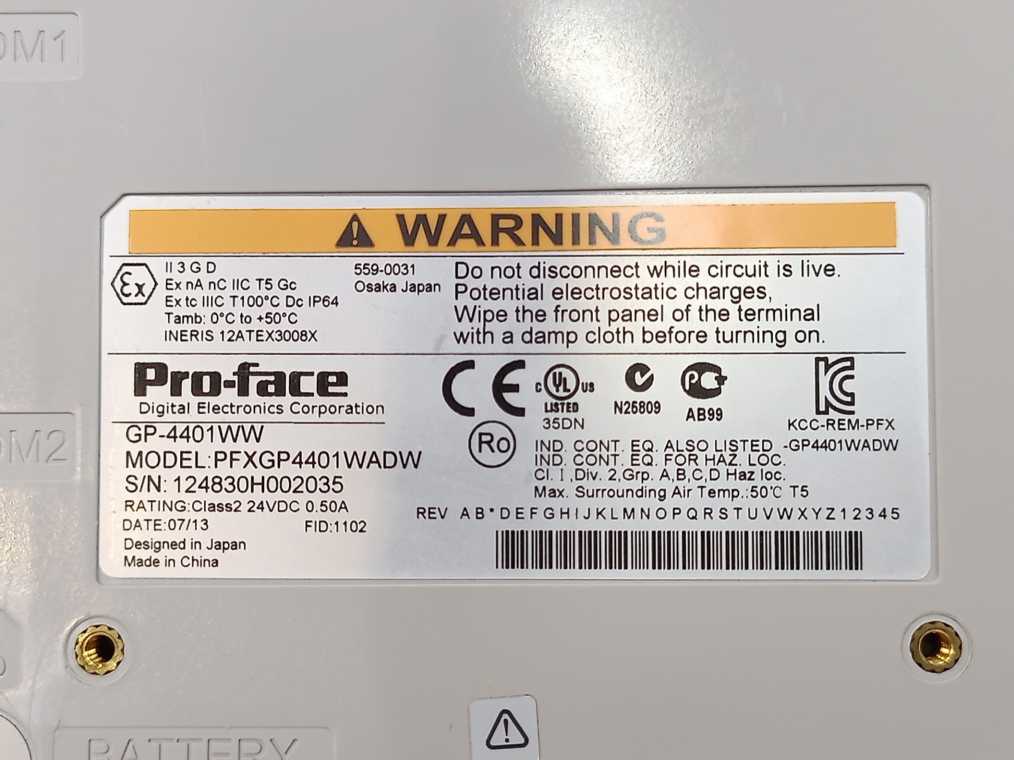 OM1
WARNING
Ex
II 3 G D
Ex nA nC IIC T5 Gc
Ex tc IIIC T100°C Dc IP64
Tamb: 0°C to +50°C
INERIS 12ATEX3008X
559-0031
Osaka Japan
Do not disconnect while circuit is live.
Potential electrostatic charges,
Wipe the front panel of the terminal
with a damp cloth before turning on.
Pro-face
Digital Electronics Corporation
CE
c UL US
LISTED
35DN
N25809
AB99
KCC-REM-PFX
GP-4401WW
MODEL:PFXGP4401WADW
S/N: 124830H002035
RATING:Class2 24VDC 0.50A
DATE:07/13 FID:1102
Designed in Japan
Made in China
Ro
IND. CONT. EQ. ALSO LISTED -GP4401WADW
IND. CONT. EQ. FOR HAZ. LOC.
Cl. I ,Div. 2,Grp. A,B,C,D Haz loc.
Max. Surrounding Air Temp.:50°C T5
REV AB*DEFGHIJKLMNOPQRSTUVWXYZ12345
OM2
BATTERY